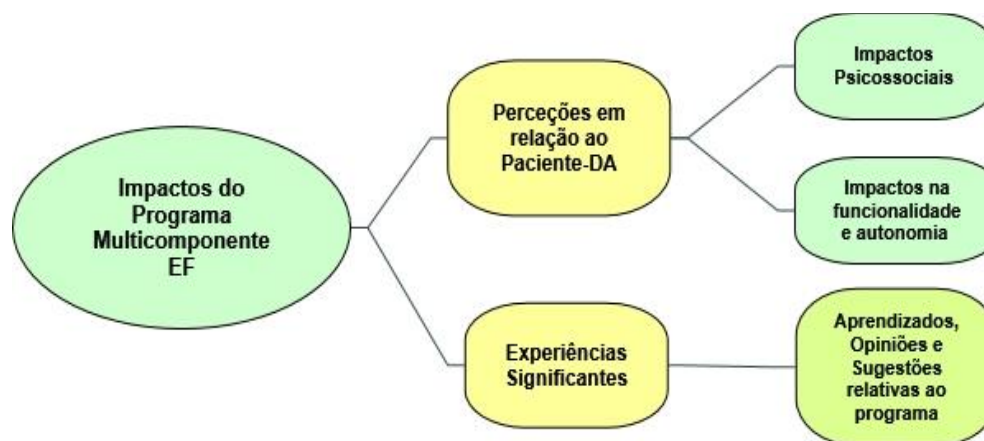 Impactos do
Programa
Multicomponente
EF
Perceções em
relação ao
Paciente-DA
Impactos
Psicossociais
Impactos na
funcionalidade
e autonomia
Experiências
Significantes
Aprendizados,
Opiniões e
Sugestões
relativas ao
programa